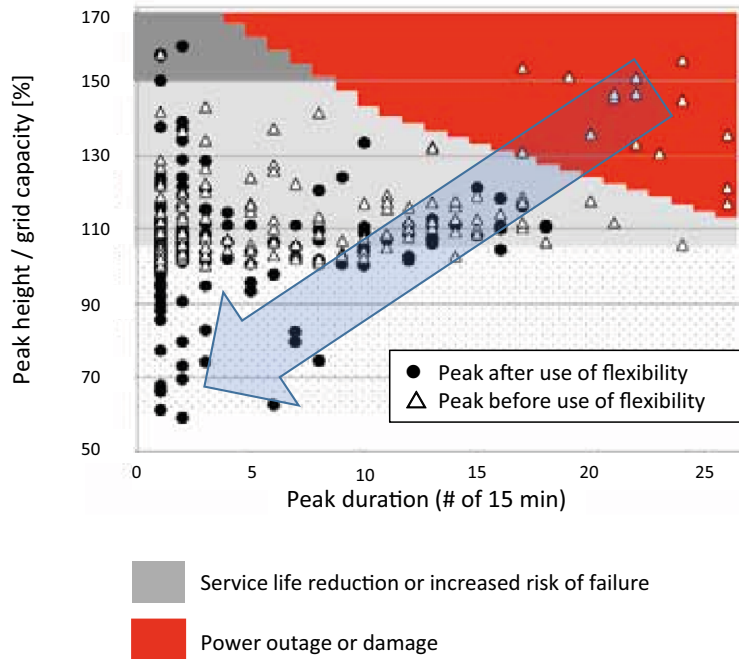 Peak height / grid capacity [%]
170
150
130
110
90
70
50
0
5
10
15
20
25
Peak duration (# of 15 min)
Peak after use of flexibility
Peak before use of flexibility
Service life reduction or increased risk of failure
Power outage or damage